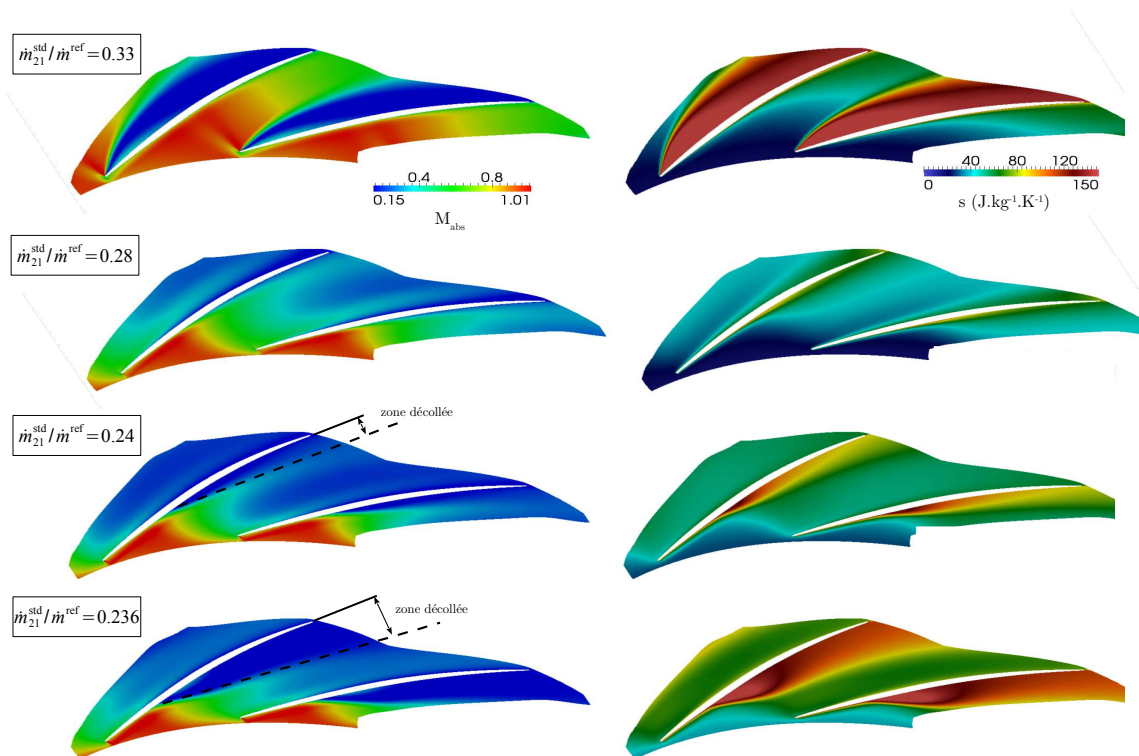 ṁ₂₁ˢᵗᵈ/ṁʳᵉᶠ=0.33
0.4 0.8
0.15 1.01
M_abs
40 80 120
0 150
s (J.kg⁻¹.K⁻¹)
ṁ₂₁ˢᵗᵈ/ṁʳᵉᶠ=0.28
ṁ₂₁ˢᵗᵈ/ṁʳᵉᶠ=0.24
zone décollée
ṁ₂₁ˢᵗᵈ/ṁʳᵉᶠ=0.236
zone décollée